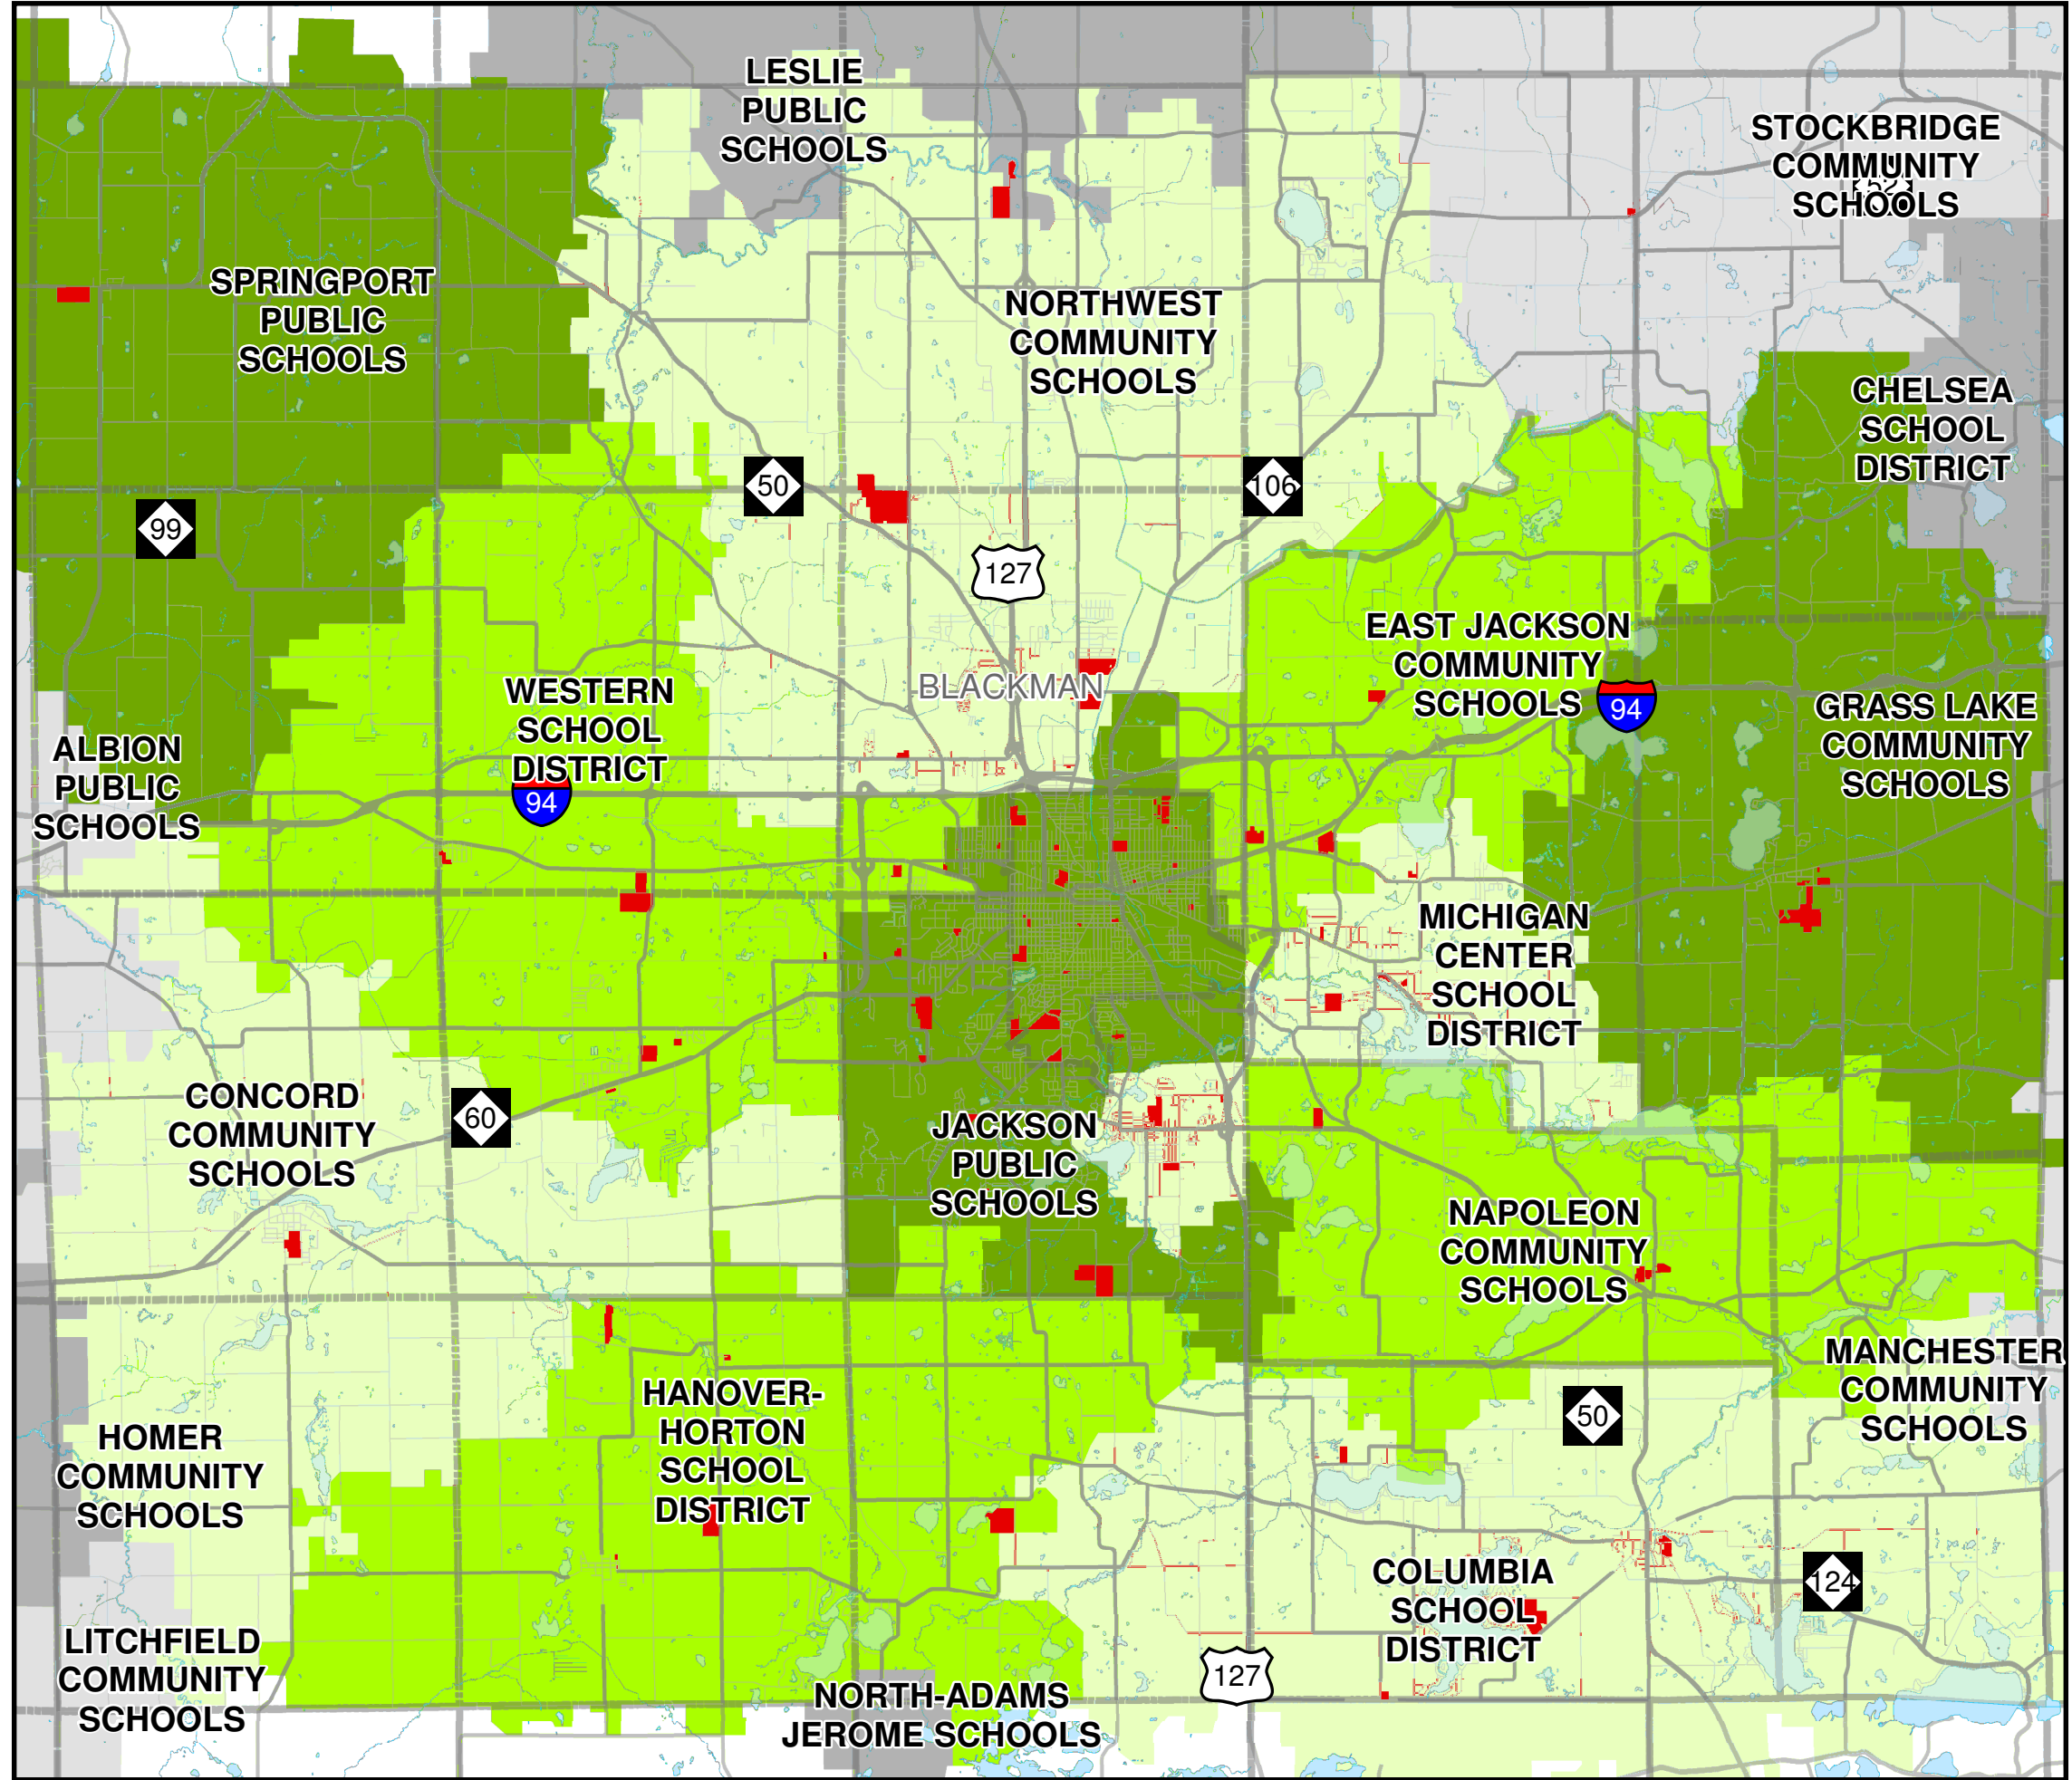 LESLIE
PUBLIC
SCHOOLS
STOCKBRIDGE
COMMUNITY
SCHOOLS
52
SPRINGPORT
PUBLIC
SCHOOLS
NORTHWEST
COMMUNITY
SCHOOLS
CHELSEA
SCHOOL
DISTRICT
50
106
99
127
EAST JACKSON
COMMUNITY
SCHOOLS
94
BLACKMAN
WESTERN
SCHOOL
DISTRICT
94
GRASS LAKE
COMMUNITY
SCHOOLS
ALBION
PUBLIC
SCHOOLS
MICHIGAN
CENTER
SCHOOL
DISTRICT
CONCORD
COMMUNITY
SCHOOLS
60
JACKSON
PUBLIC
SCHOOLS
NAPOLEON
COMMUNITY
SCHOOLS
MANCHESTER
COMMUNITY
SCHOOLS
HANOVER-
HORTON
SCHOOL
DISTRICT
50
HOMER
COMMUNITY
SCHOOLS
COLUMBIA
SCHOOL
DISTRICT
124
LITCHFIELD
COMMUNITY
SCHOOLS
127
NORTH-ADAMS
JEROME SCHOOLS